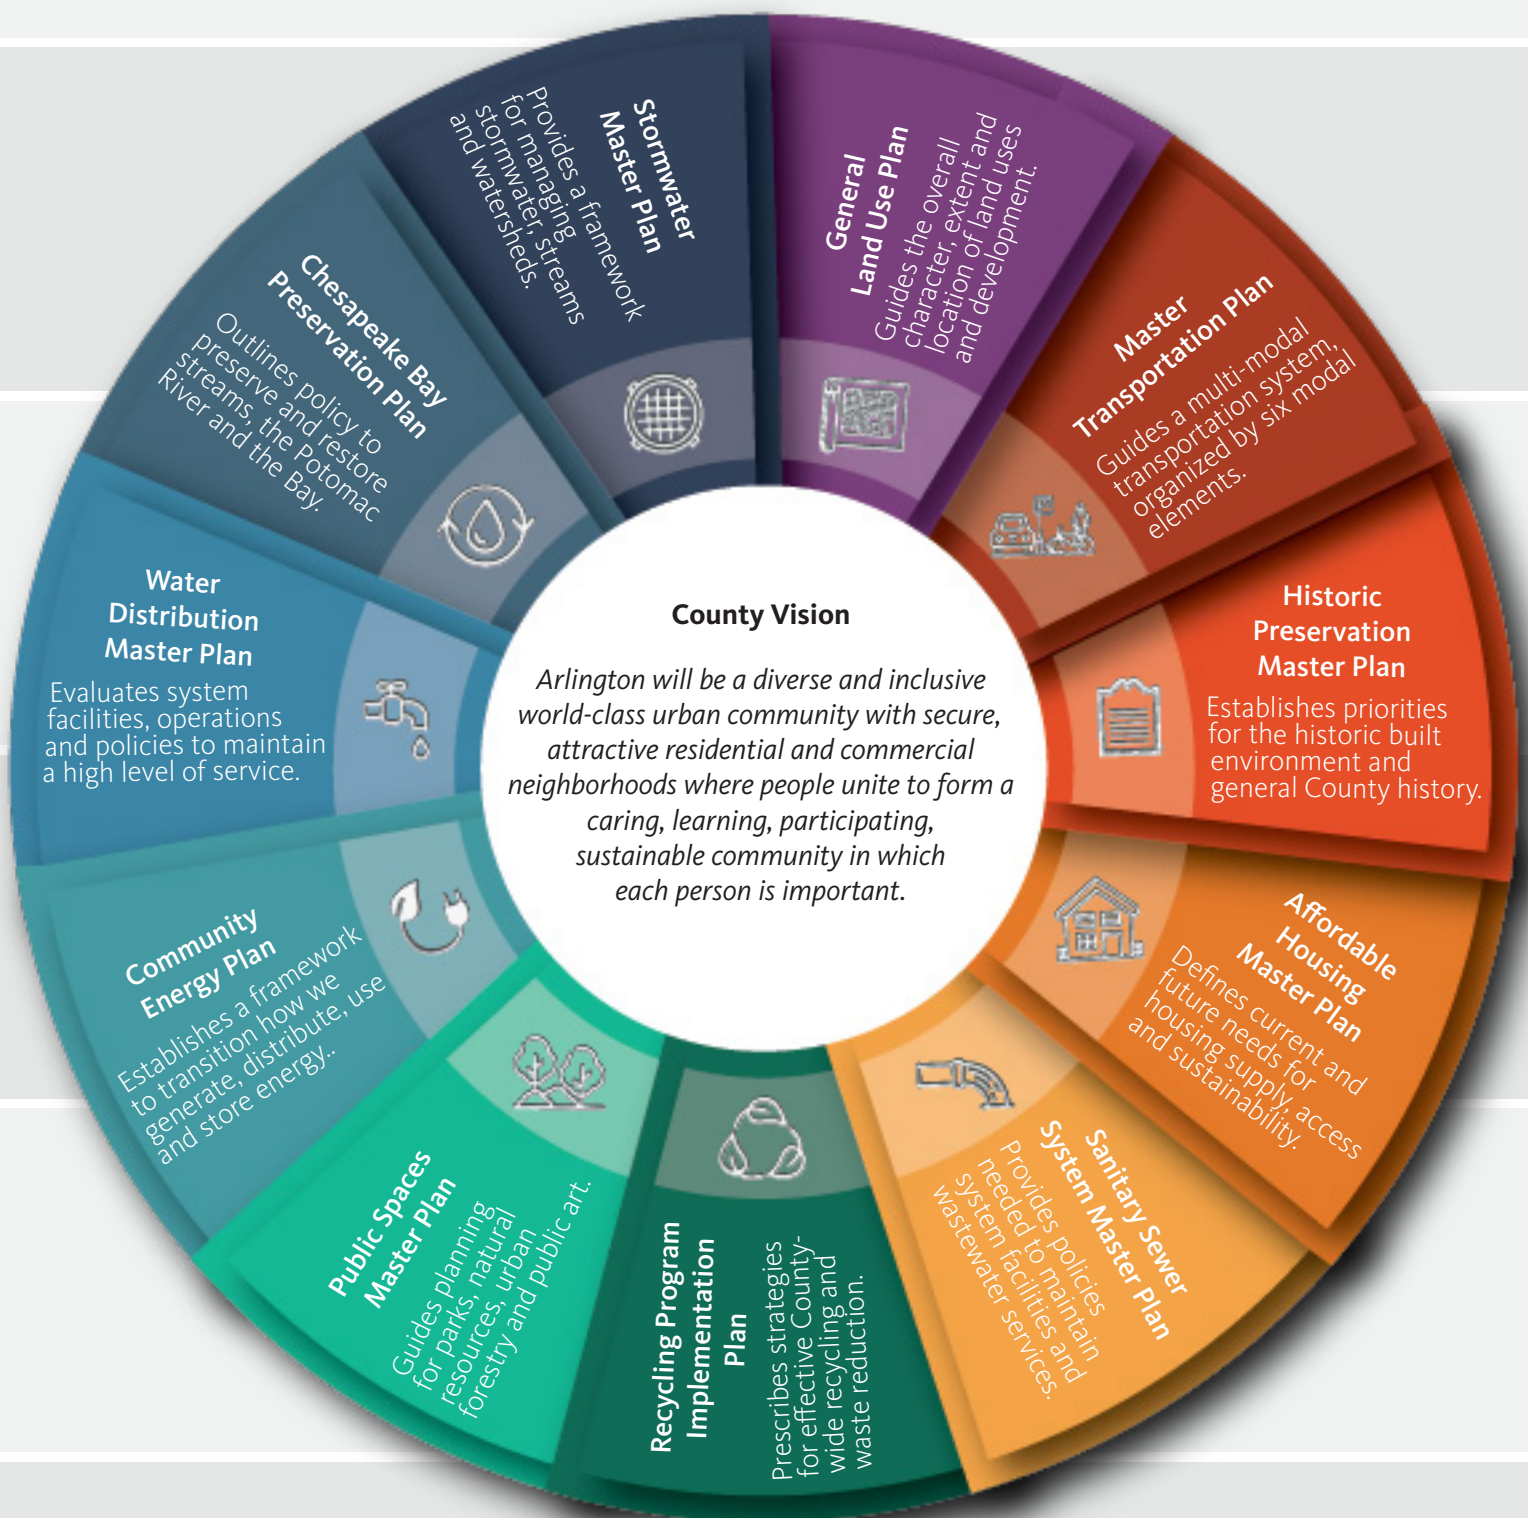 County Vision
Arlington will be a diverse and inclusive
world-class urban community with secure,
attractive residential and commercial
neighborhoods where people unite to form a
caring, learning, participating,
sustainable community in which
each person is important.
General
Land Use Plan
Guides the overall
character, extent and
location of land uses
and development.
Master
Transportation Plan
Guides a multi-modal
transportation system,
organized by six modal
elements.
Historic
Preservation
Master Plan
Establishes priorities
for the historic built
environment and
general County history.
Affordable
Housing
Master Plan
Defines current and
future needs for
housing supply, access
and sustainability.
Sanitary Sewer
System Master Plan
Provides policies
needed to maintain
system facilities and
wastewater services.
Recycling Program
Implementation
Plan
Prescribes strategies
for effective County-
wide recycling and
waste reduction.
Public Spaces
Master Plan
Guides planning
for parks, natural
resources, urban
forestry and public art.
Community
Energy Plan
Establishes a framework
to transition how we
generate, distribute, use
and store energy..
Water
Distribution
Master Plan
Evaluates system
facilities, operations
and policies to maintain
a high level of service.
Chesapeake Bay
Preservation Plan
Outlines policy to
preserve and restore
streams, the Potomac
River and the Bay.
Stormwater
Master Plan
Provides a framework
for managing
stormwater, streams
and watersheds.